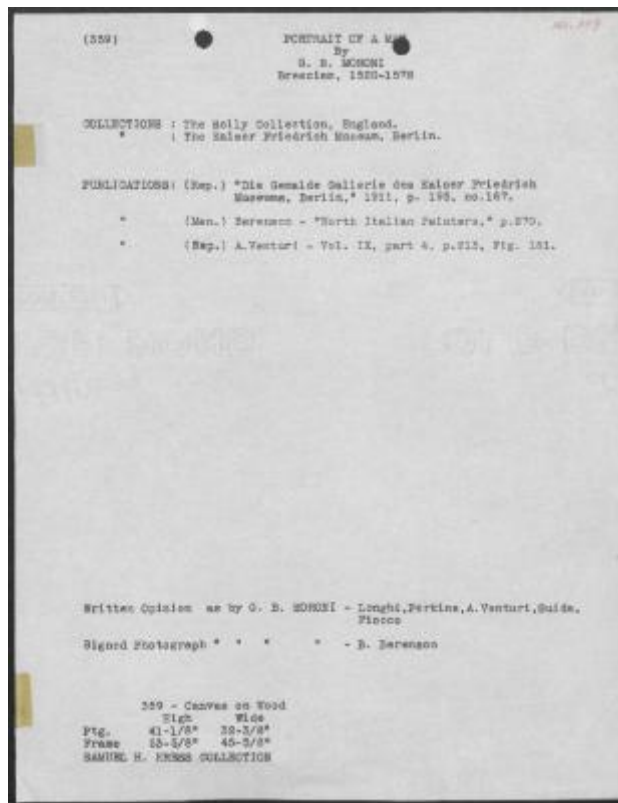 (359) PORTRAIT OF A MAN
By
G. B. MORONI
Brescian, 1520-1578
COLLECTIONS : The Holly Collection, England.
" : The Kaiser Friedrich Museum, Berlin.
PUBLICATIONS: (Rep.) "Die Gemalde Gallerie des Kaiser Friedrich
Museums, Berlin," 1911, p. 195, no.167.
" (Men.) Berenson - "North Italian Painters," p.270.
" (Rep.) A.Venturi - Vol. IX, part 4, p.213, Fig. 151.
Written Opinion as by G. B. MORONI - Longhi,Perkins,A.Venturi,Suida,
Fiocco
Signed Photograph " " " " - B. Berenson
359 - Canvas on Wood
High Wide
Ptg. 41-1/8" 32-3/8"
Frame 53-5/8" 45-5/8"
SAMUEL H. KRESS COLLECTION